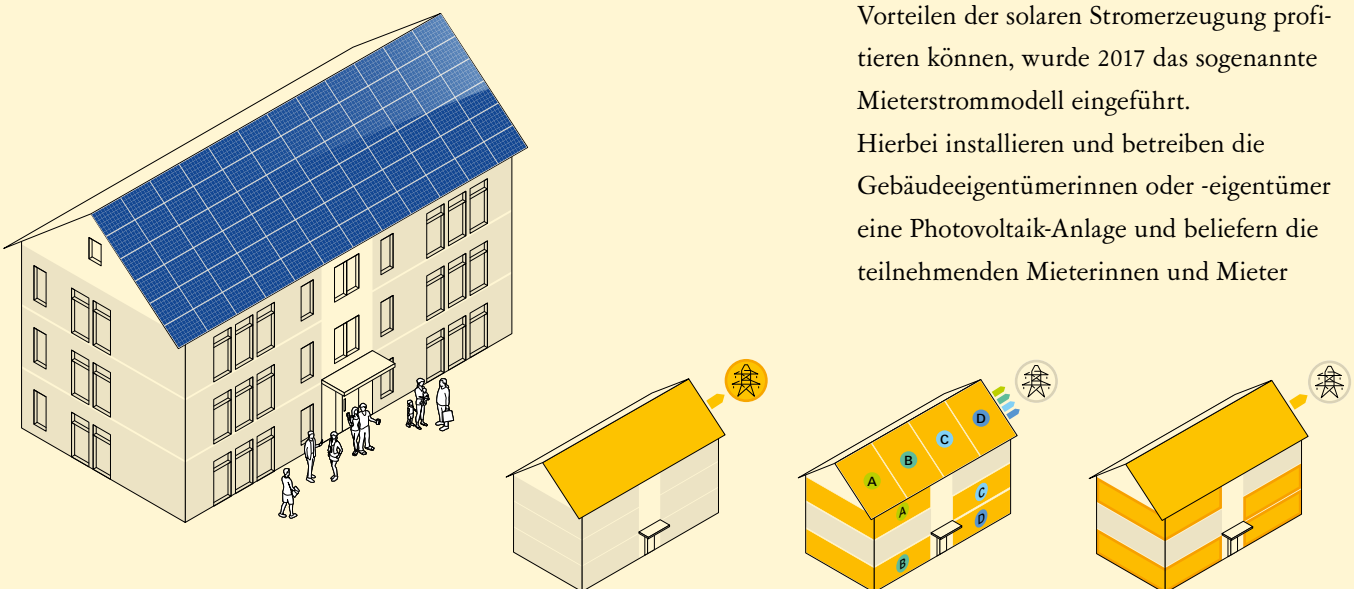 Vorteilen der solaren Stromerzeugung profi-
tieren können, wurde 2017 das sogenannte
Mieterstrommodell eingeführt.
Hierbei installieren und betreiben die
Gebäudeeigentümerinnen oder -eigentümer
eine Photovoltaik-Anlage und beliefern die
teilnehmenden Mieterinnen und Mieter
D
C
B
A
C
A
D
B